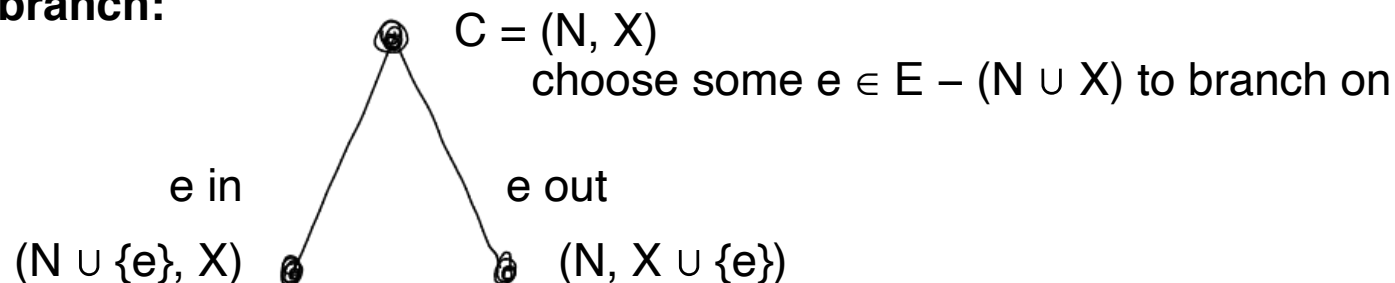 branch:
C = (N, X)
choose some e ∈ E – (N ∪ X) to branch on
e in
e out
(N ∪ {e}, X)
(N, X ∪ {e})